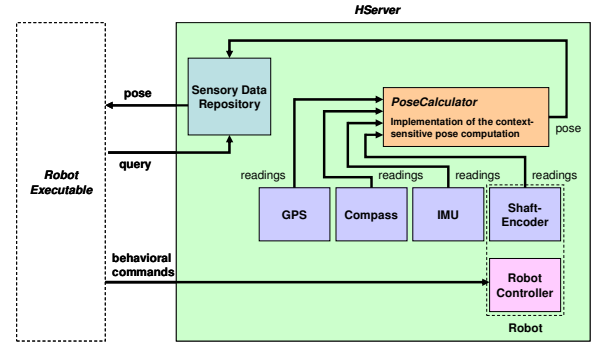 HServer
Sensory Data
Repository
pose
PoseCalculator
Implementation of the context-
sensitive pose computation
pose
query
Robot
Executable
readings
readings
readings
readings
GPS
Compass
IMU
Shaft-
Encoder
behavioral
commands
Robot
Controller
Robot